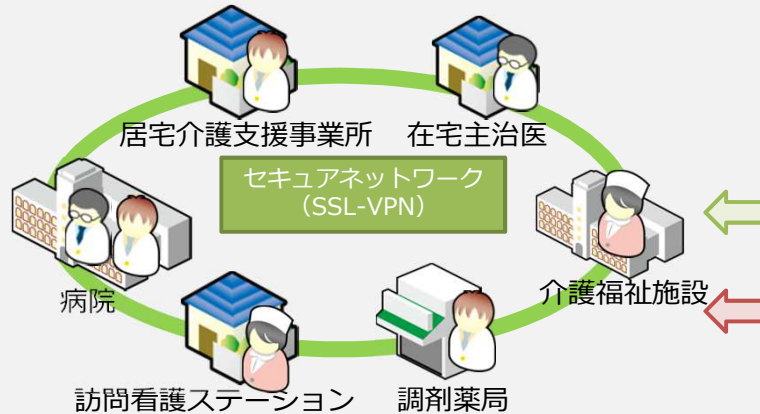 居宅介護支援事業所
在宅主治医
セキュアネットワーク
（SSL-VPN）
病院
介護福祉施設
訪問看護ステーション
調剤薬局